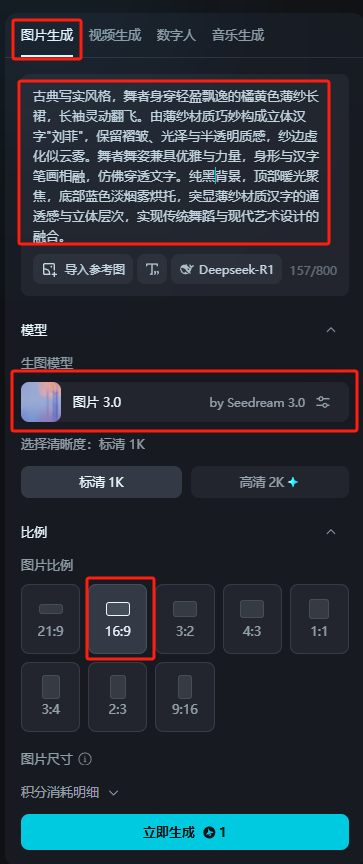 图片生成 视频生成 数字人 音乐生成
古典写实风格，舞者身穿轻盈飘逸的橘黄色薄纱长
裙，长袖灵动翻飞。由薄纱材质巧妙构成立体汉
字"刘菲"，保留褶皱、光泽与半透明质感，纱边虚
化似云雾。舞者舞姿兼具优雅与力量，身形与汉字
笔画相融，仿佛穿透文字。纯黑背景，顶部暖光聚
焦，底部蓝色淡烟雾烘托，突显薄纱材质汉字的通
透感与立体层次，实现传统舞蹈与现代艺术设计的
融合。
导入参考图 T Deepseek-R1 157/800
模型
生图模型
图片 3.0 by Seedream 3.0
选择清晰度：标清 1K
标清 1K 高清 2K
比例
图片比例
21:9 16:9 3:2 4:3 1:1
3:4 2:3 9:16
图片尺寸
积分消耗明细
立即生成 1